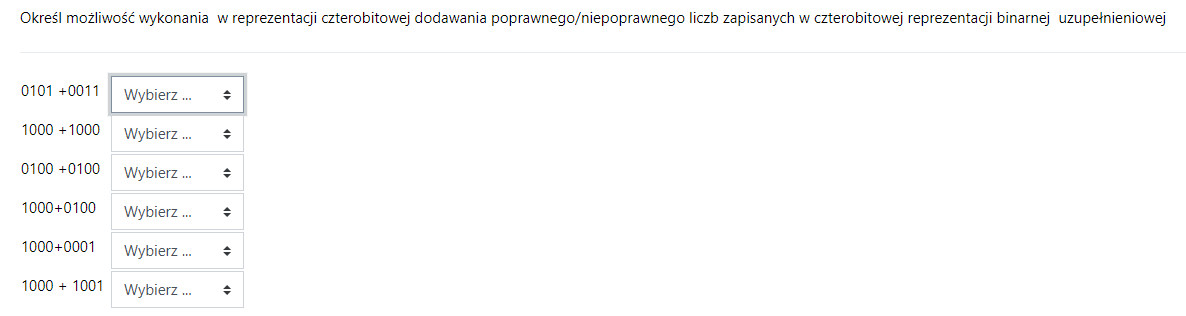 Określ możliwość wykonania w reprezentacji czterobitowej dodawania poprawnego/niepoprawnego liczb zapisanych w czterobitowej reprezentacji binarnej uzupełnieniowej
0101 +0011 Wybierz ...
1000 +1000 Wybierz ...
0100 +0100 Wybierz ...
1000+0100 Wybierz ...
1000+0001 Wybierz ...
1000 + 1001 Wybierz ...